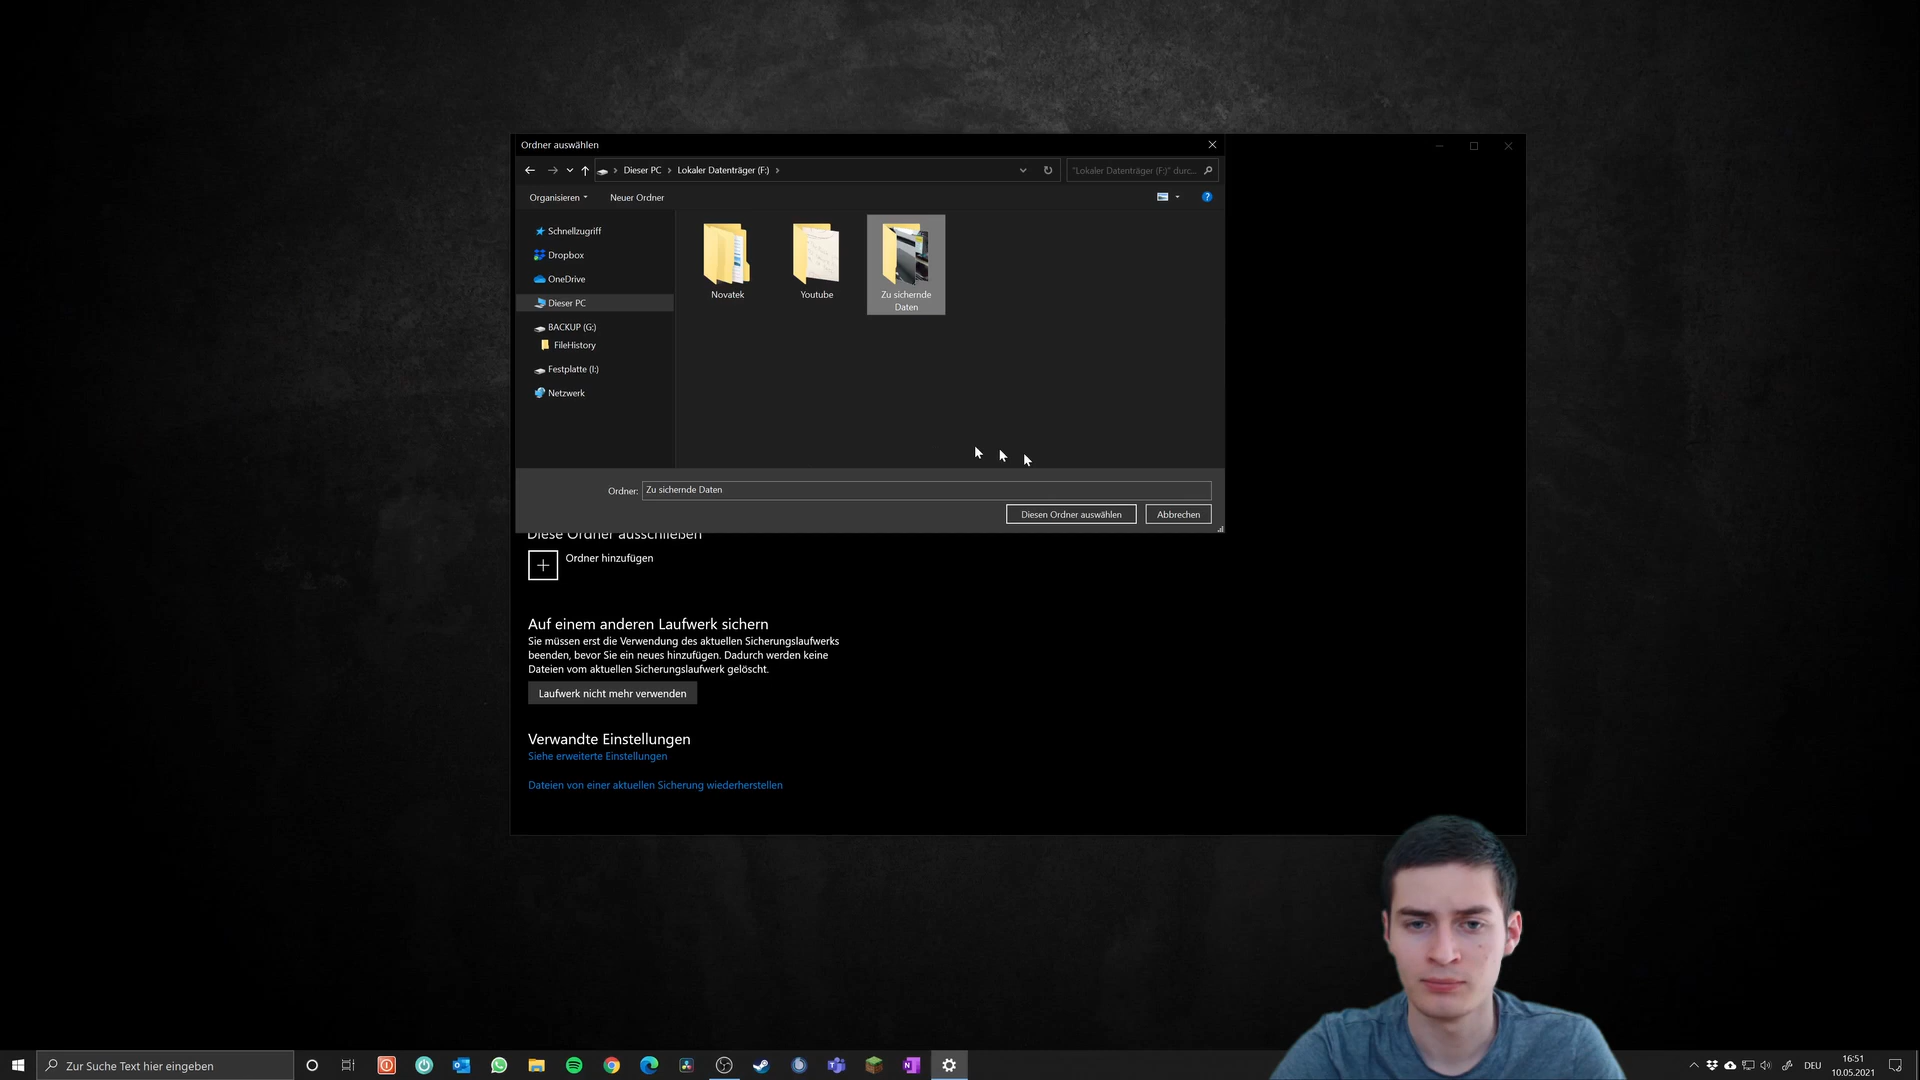 Ordner auswählen
Dieser PC
Lokaler Datenträger (F:)
"Lokaler Datenträger (F:)" durc...
Organisieren
Neuer Ordner
Schnellzugriff
Dropbox
OneDrive
Dieser PC
BACKUP (G:)
FileHistory
Festplatte (I:)
Netzwerk
Novatek
Youtube
Zu sichernde
Daten
Ordner:
Zu sichernde Daten
Diesen Ordner auswählen
Abbrechen
Diese Ordner ausschließen
Ordner hinzufügen
Auf einem anderen Laufwerk sichern
Sie müssen erst die Verwendung des aktuellen Sicherungslaufwerks
beenden, bevor Sie ein neues hinzufügen. Dadurch werden keine
Dateien vom aktuellen Sicherungslaufwerk gelöscht.
Laufwerk nicht mehr verwenden
Verwandte Einstellungen
Siehe erweiterte Einstellungen
Dateien von einer aktuellen Sicherung wiederherstellen
Zur Suche Text hier eingeben
DEU
16:51
10.05.2021